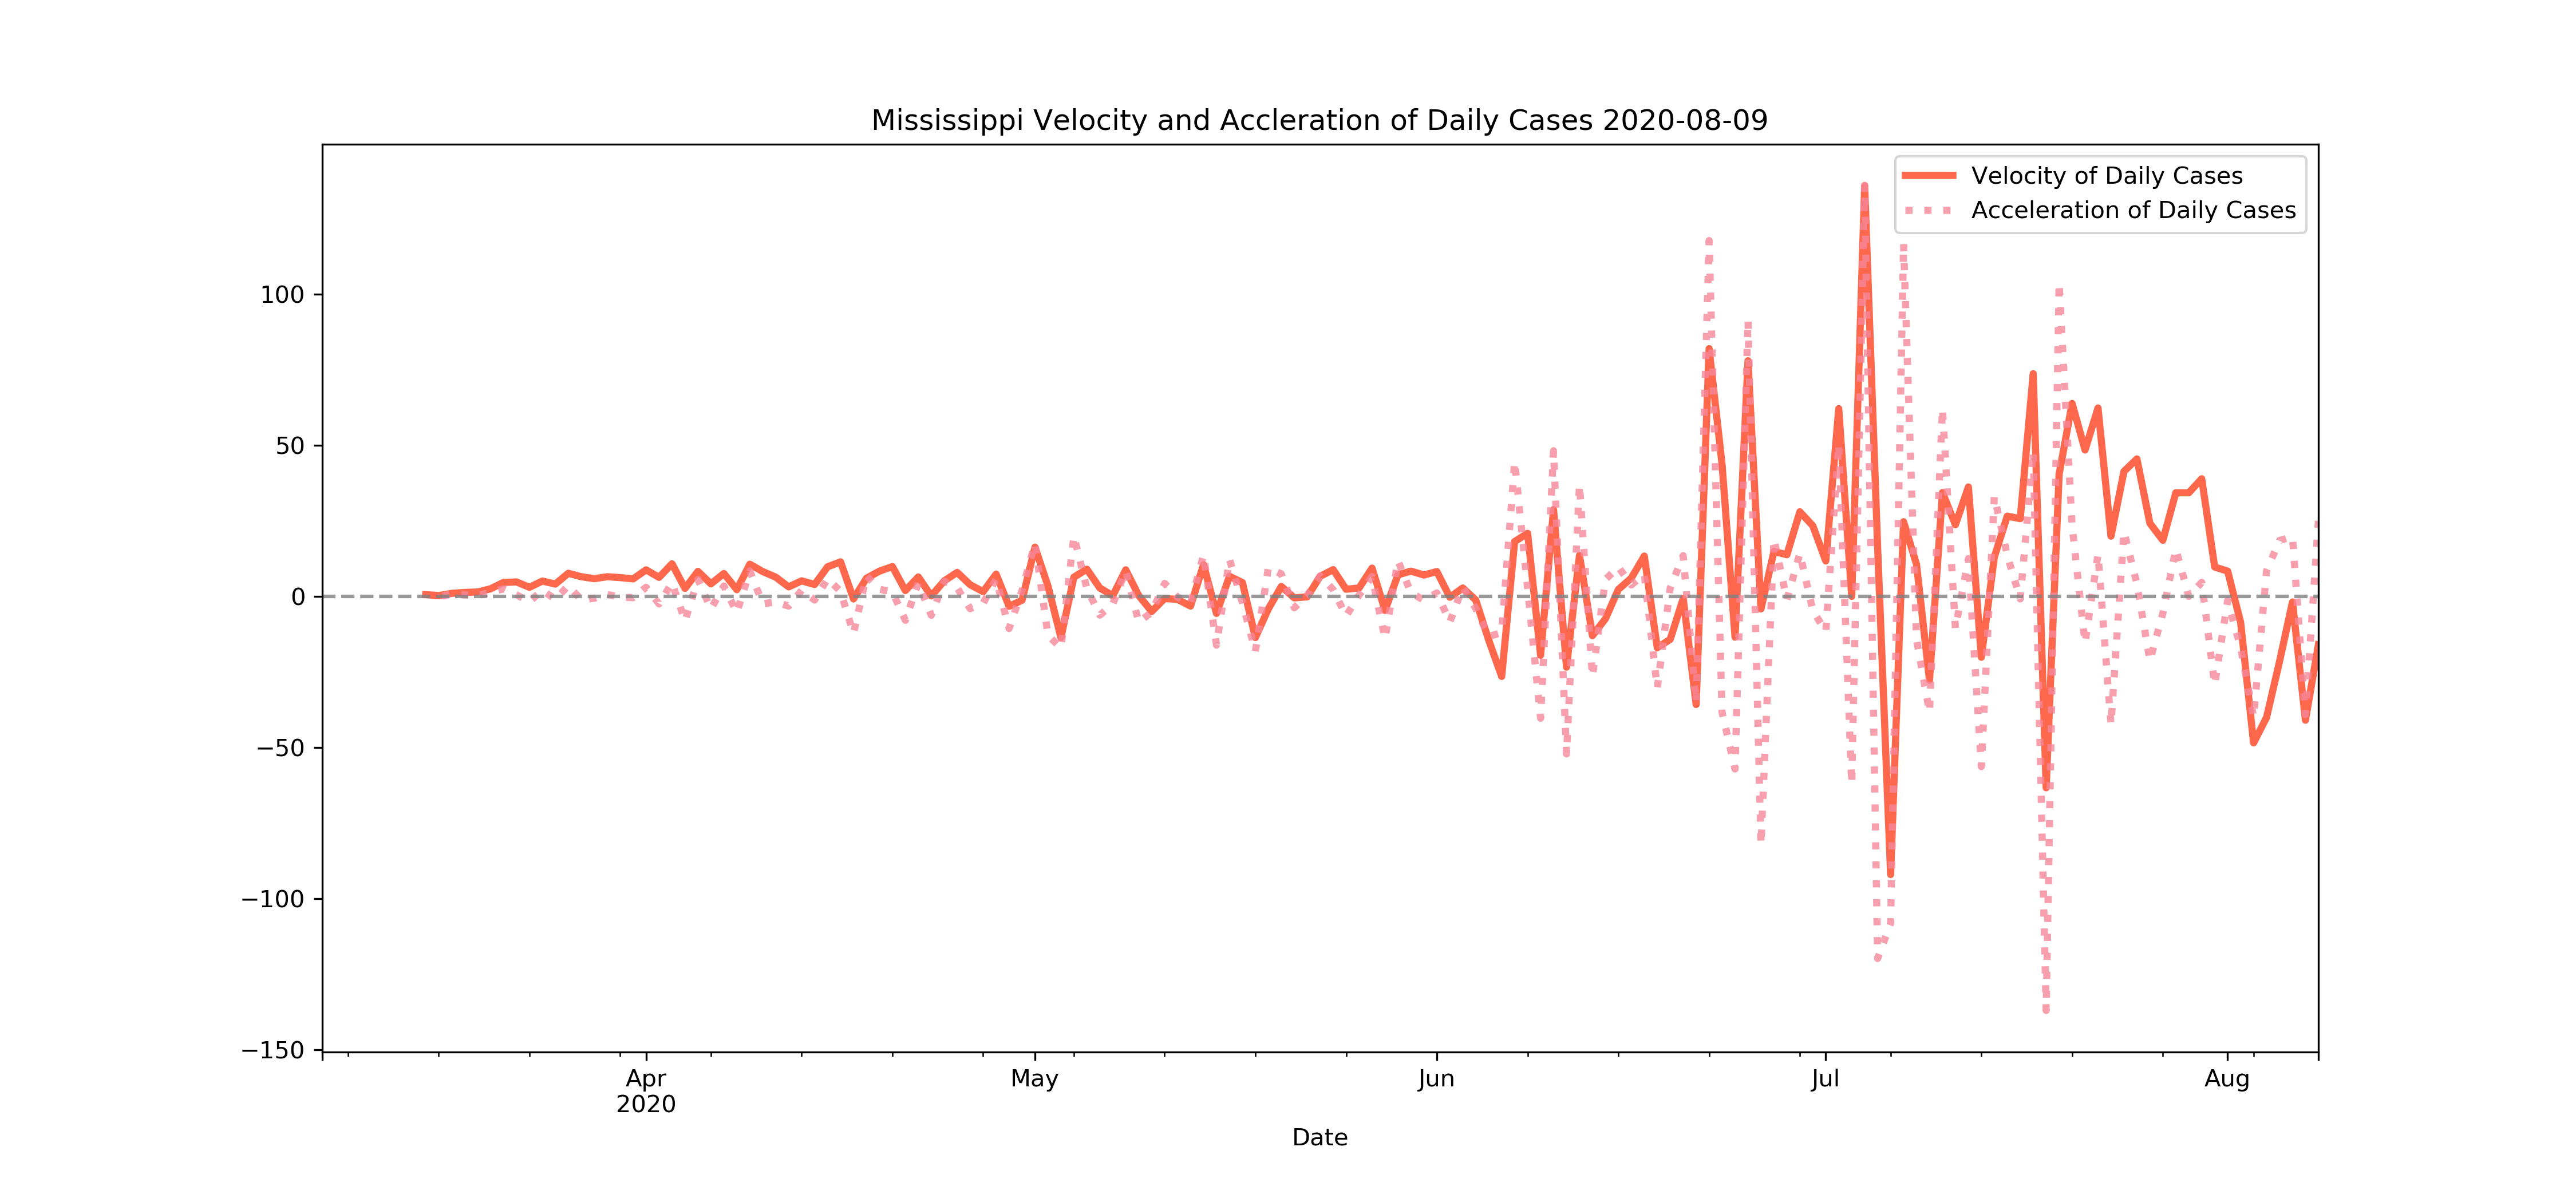 Mississippi Velocity and Accleration of Daily Cases 2020-08-09
Velocity of Daily Cases
Acceleration of Daily Cases
100
50
0
−50
−100
−150
Apr
2020
May
Jun
Jul
Aug
Date